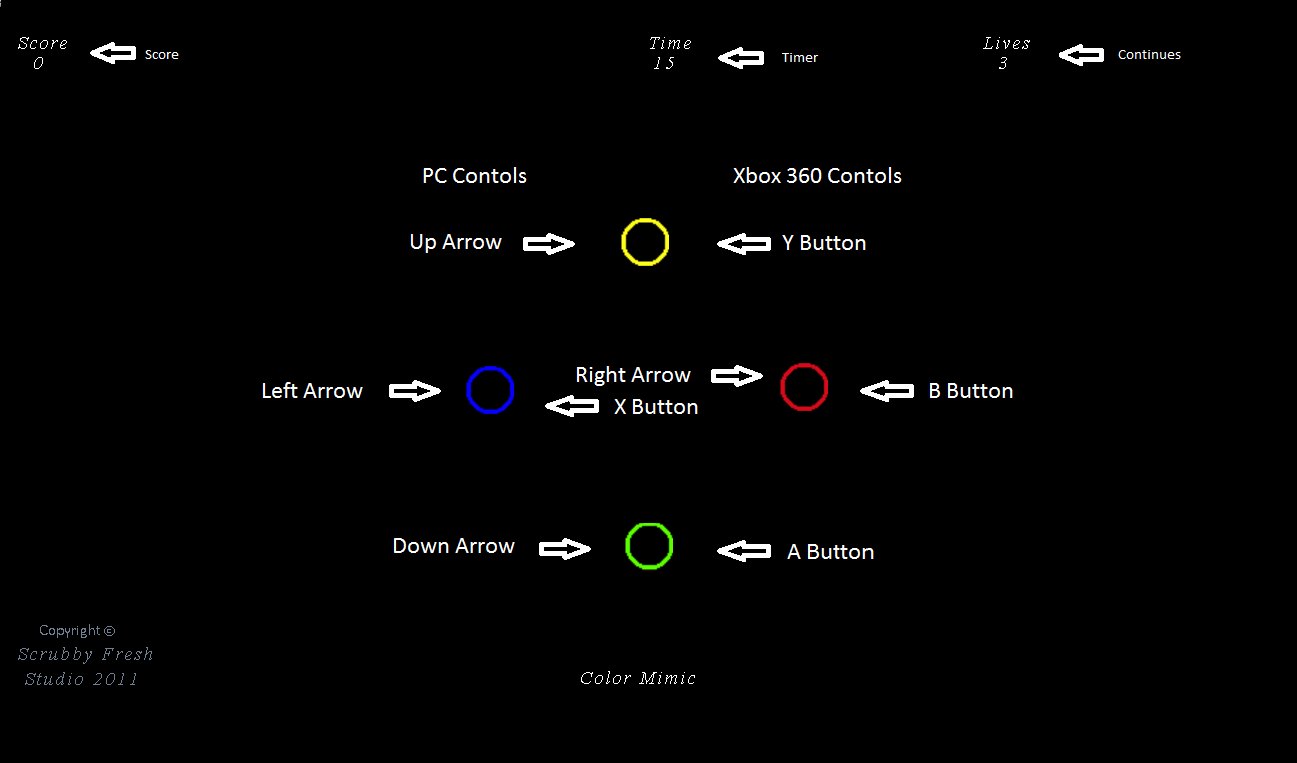 Score
0
Score
Time
15
Timer
Lives
3
Continues
PC Contols
Xbox 360 Contols
Up Arrow
Y Button
Left Arrow
Right Arrow
X Button
B Button
Down Arrow
A Button
Copyright ©
Scrubby Fresh
Studio 2011
Color Mimic